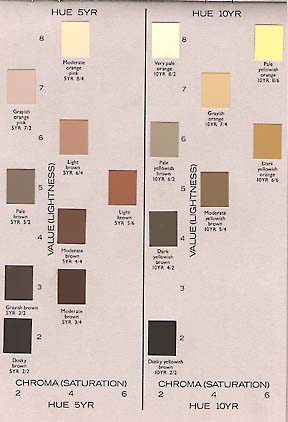 HUE 5YR
8
Moderate
orange
pink
5YR 8/4
7
Grayish
orange
pink
5YR 7/2
6
Light
brown
5YR 6/4
5
Pale
brown
5YR 5/2
Light
brown
5YR 5/6
VALUE (LIGHTNESS)
4
Moderate
brown
5YR 4/4
3
Grayish brown
5YR 3/2
Moderate
brown
5YR 3/4
2
Dusky
brown
5YR 2/2
CHROMA (SATURATION)
2 4 6
HUE 5YR
HUE 10YR
8
Very pale
orange
10YR 8/2
Pale
yellowish
orange
10YR 8/6
7
Grayish
orange
10YR 7/4
6
Pale
yellowish
brown
10YR 6/2
Dark
yellowish
orange
10YR 6/6
5
Moderate
yellowish
brown
10YR 5/4
VALUE (LIGHTNESS)
4
Dark
yellowish
brown
10YR 4/2
3
2
Dusky yellowish
brown
10YR 2/2
CHROMA (SATURATION)
2 4 6
HUE 10YR